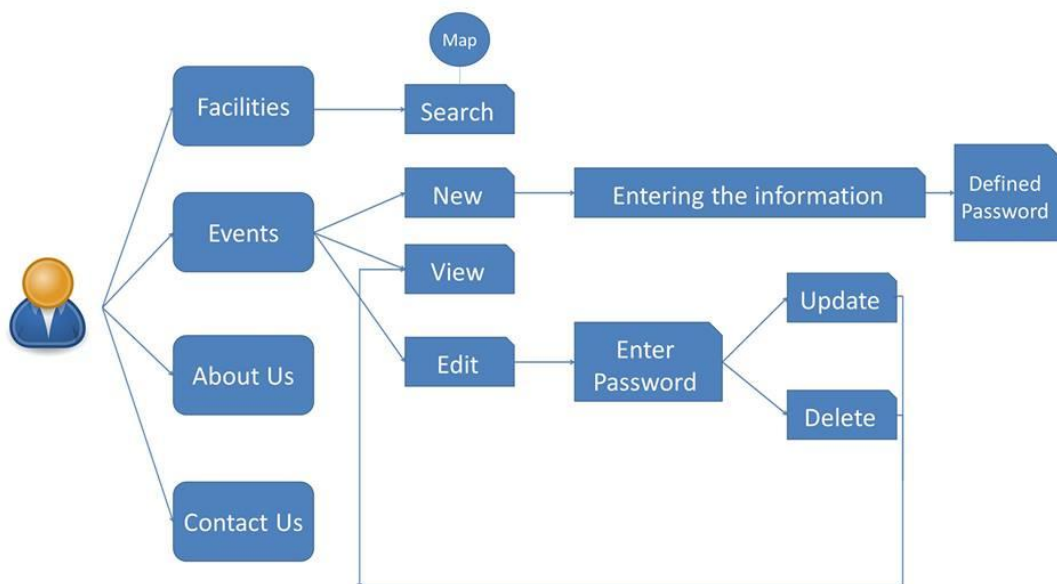 Map
Facilities
Search
New
Entering the information
Defined
Password
Events
View
Update
Edit
Enter
Password
About Us
Delete
Contact Us